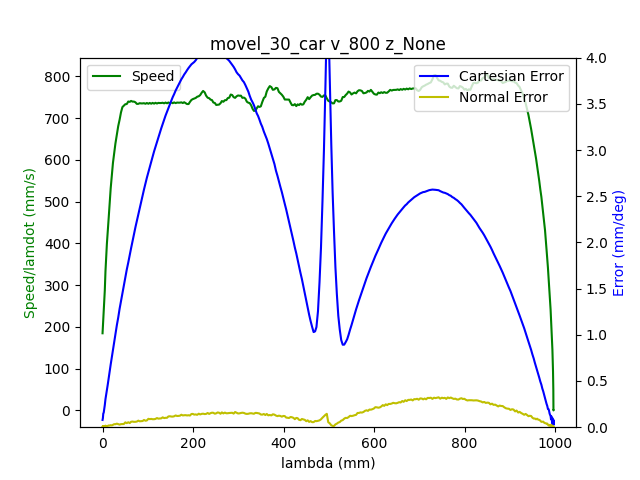 movel_30_car v_800 z_None
Speed
Cartesian Error
Normal Error
Speed/lamdot (mm/s)
800
700
600
500
400
300
200
100
0
4.0
3.5
3.0
2.5
2.0
1.5
1.0
0.5
0.0
Error (mm/deg)
0 200 400 600 800 1000
lambda (mm)